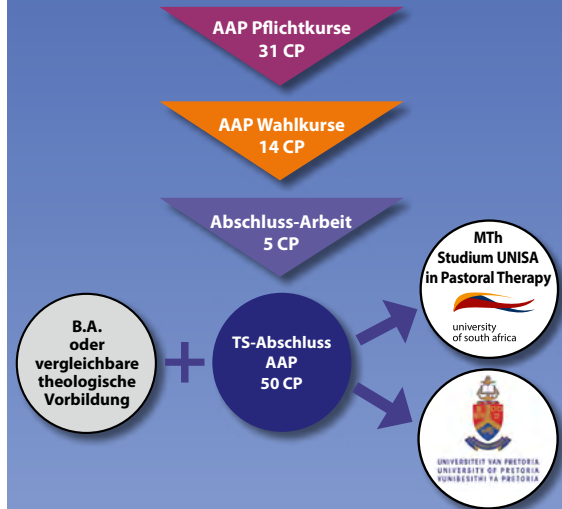 AAP Pflichtkurse
31 CP
AAP Wahlkurse
14 CP
Abschluss-Arbeit
5 CP
B.A.
oder
vergleichbare
theologische
Vorbildung
+
TS-Abschluss
AAP
50 CP
MTh
Studium UNISA
in Pastoral Therapy
university
of south africa
UNIVERSITEIT VAN PRETORIA
UNIVERSITY OF PRETORIA
YUNIBESITHI YA PRETORIA